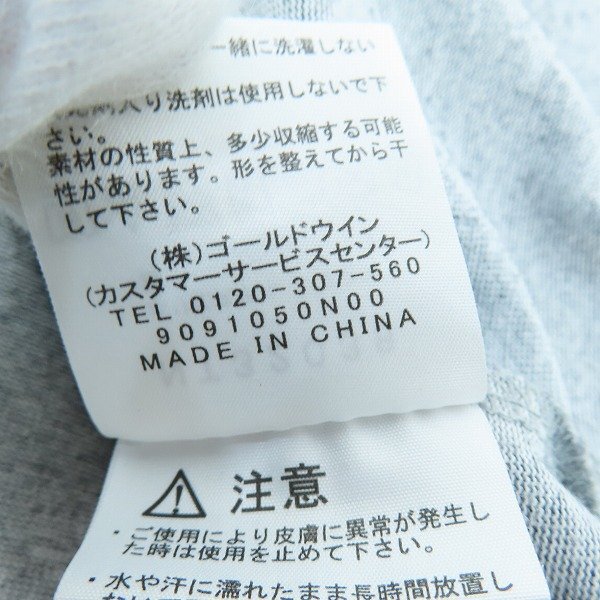 一緒に洗濯しない
入り洗剤は使用しないで下
さい。
素材の性質上、多少収縮する可能
性があります。形を整えてから干
して下さい。
(株)ゴールドウイン
(カスタマーサービスセンター)
TEL 0120-307-560
9091050N00
MADE IN CHINA
注意
・ご使用により皮膚に異常が発生し
た時は使用を止めて下さい。
・水や汗に濡れたまま長時間放置し